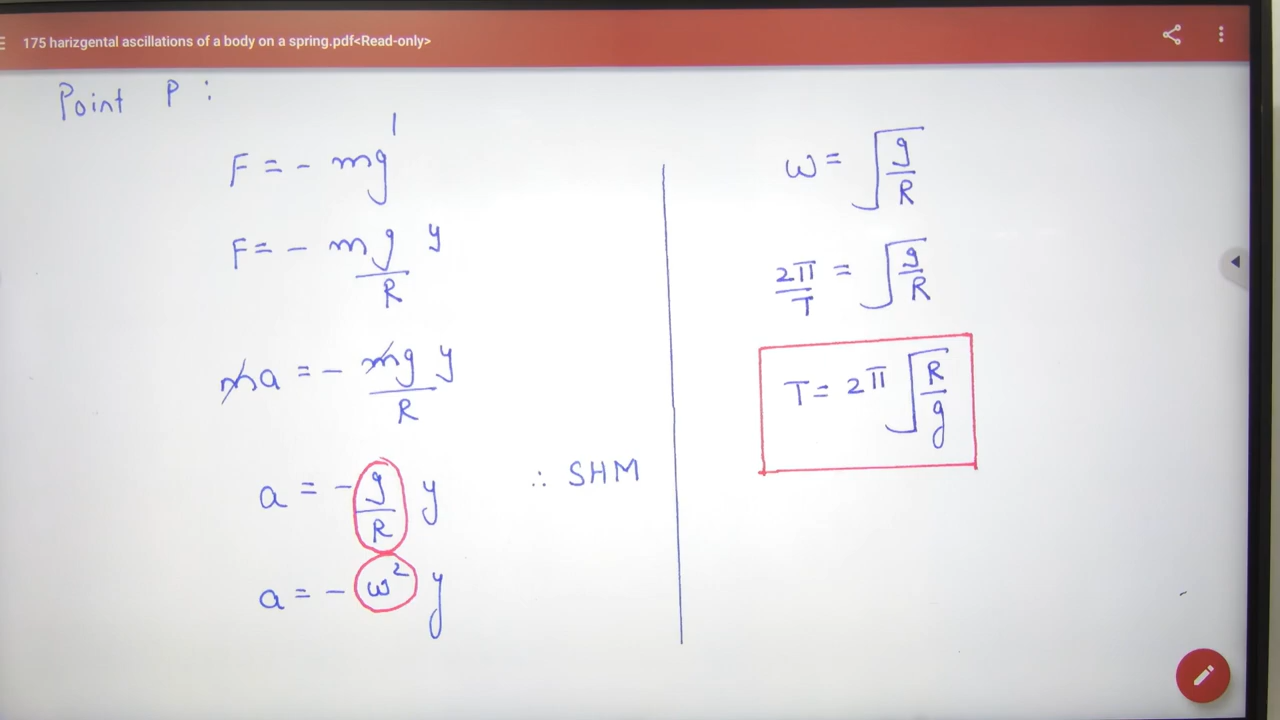 175 harizgental ascillations of a body on a spring.pdf<Read-only>
Point P :
F = - mg'
F = - mg/R y
ma = - mg/R y
a = - g/R y
∴ SHM
a = - ω² y
ω = √(g/R)
2π/T = √(g/R)
T = 2π √(R/g)